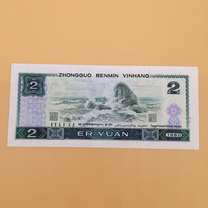 ZHONGGUO RENMIN YINHANG
2 2
2 ER YUAN 1980